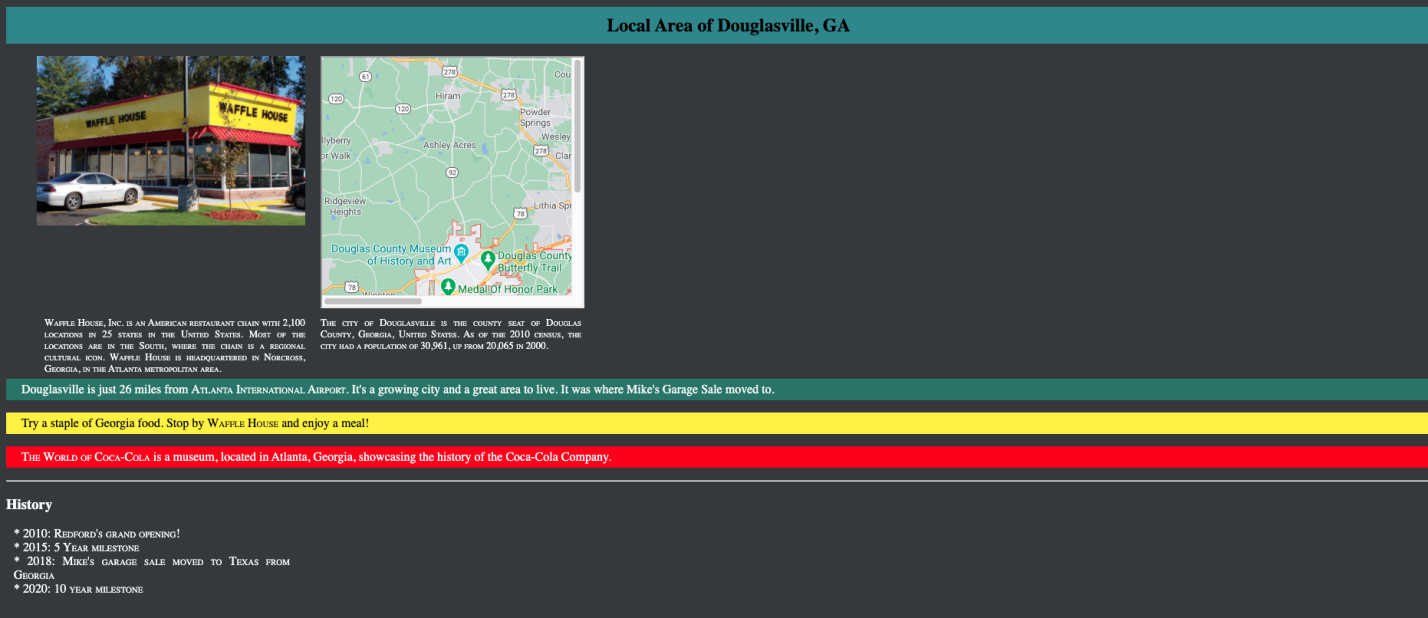 Local Area of Douglasville, GA
WAFFLE HOUSE
WAFFLE HOUSE
61
278
Cou
120
120
Hiram
278
Powder
Springs
llyberry
or Walk
Ashley Acres
Wesley
278
Clar
92
Ridgeview
Heights
78
Lithia Spr
Douglas County Museum
of History and Art
Douglas County
Butterfly Trail
78
Medal Of Honor Park
Waffle House, Inc. is an American restaurant chain with 2,100
locations in 25 states in the United States. Most of the
locations are in the South, where the chain is a regional
cultural icon. Waffle House is headquartered in Norcross,
Georgia, in the Atlanta metropolitan area.
The city of Douglasville is the county seat of Douglas
County, Georgia, United States. As of the 2010 census, the
city had a population of 30,961, up from 20,065 in 2000.
Douglasville is just 26 miles from Atlanta International Airport. It's a growing city and a great area to live. It was where Mike's Garage Sale moved to.
Try a staple of Georgia food. Stop by Waffle House and enjoy a meal!
The World of Coca-Cola is a museum, located in Atlanta, Georgia, showcasing the history of the Coca-Cola Company.
History
* 2010: Redford's grand opening!
* 2015: 5 Year milestone
* 2018: Mike's garage sale moved to Texas from
Georgia
* 2020: 10 year milestone